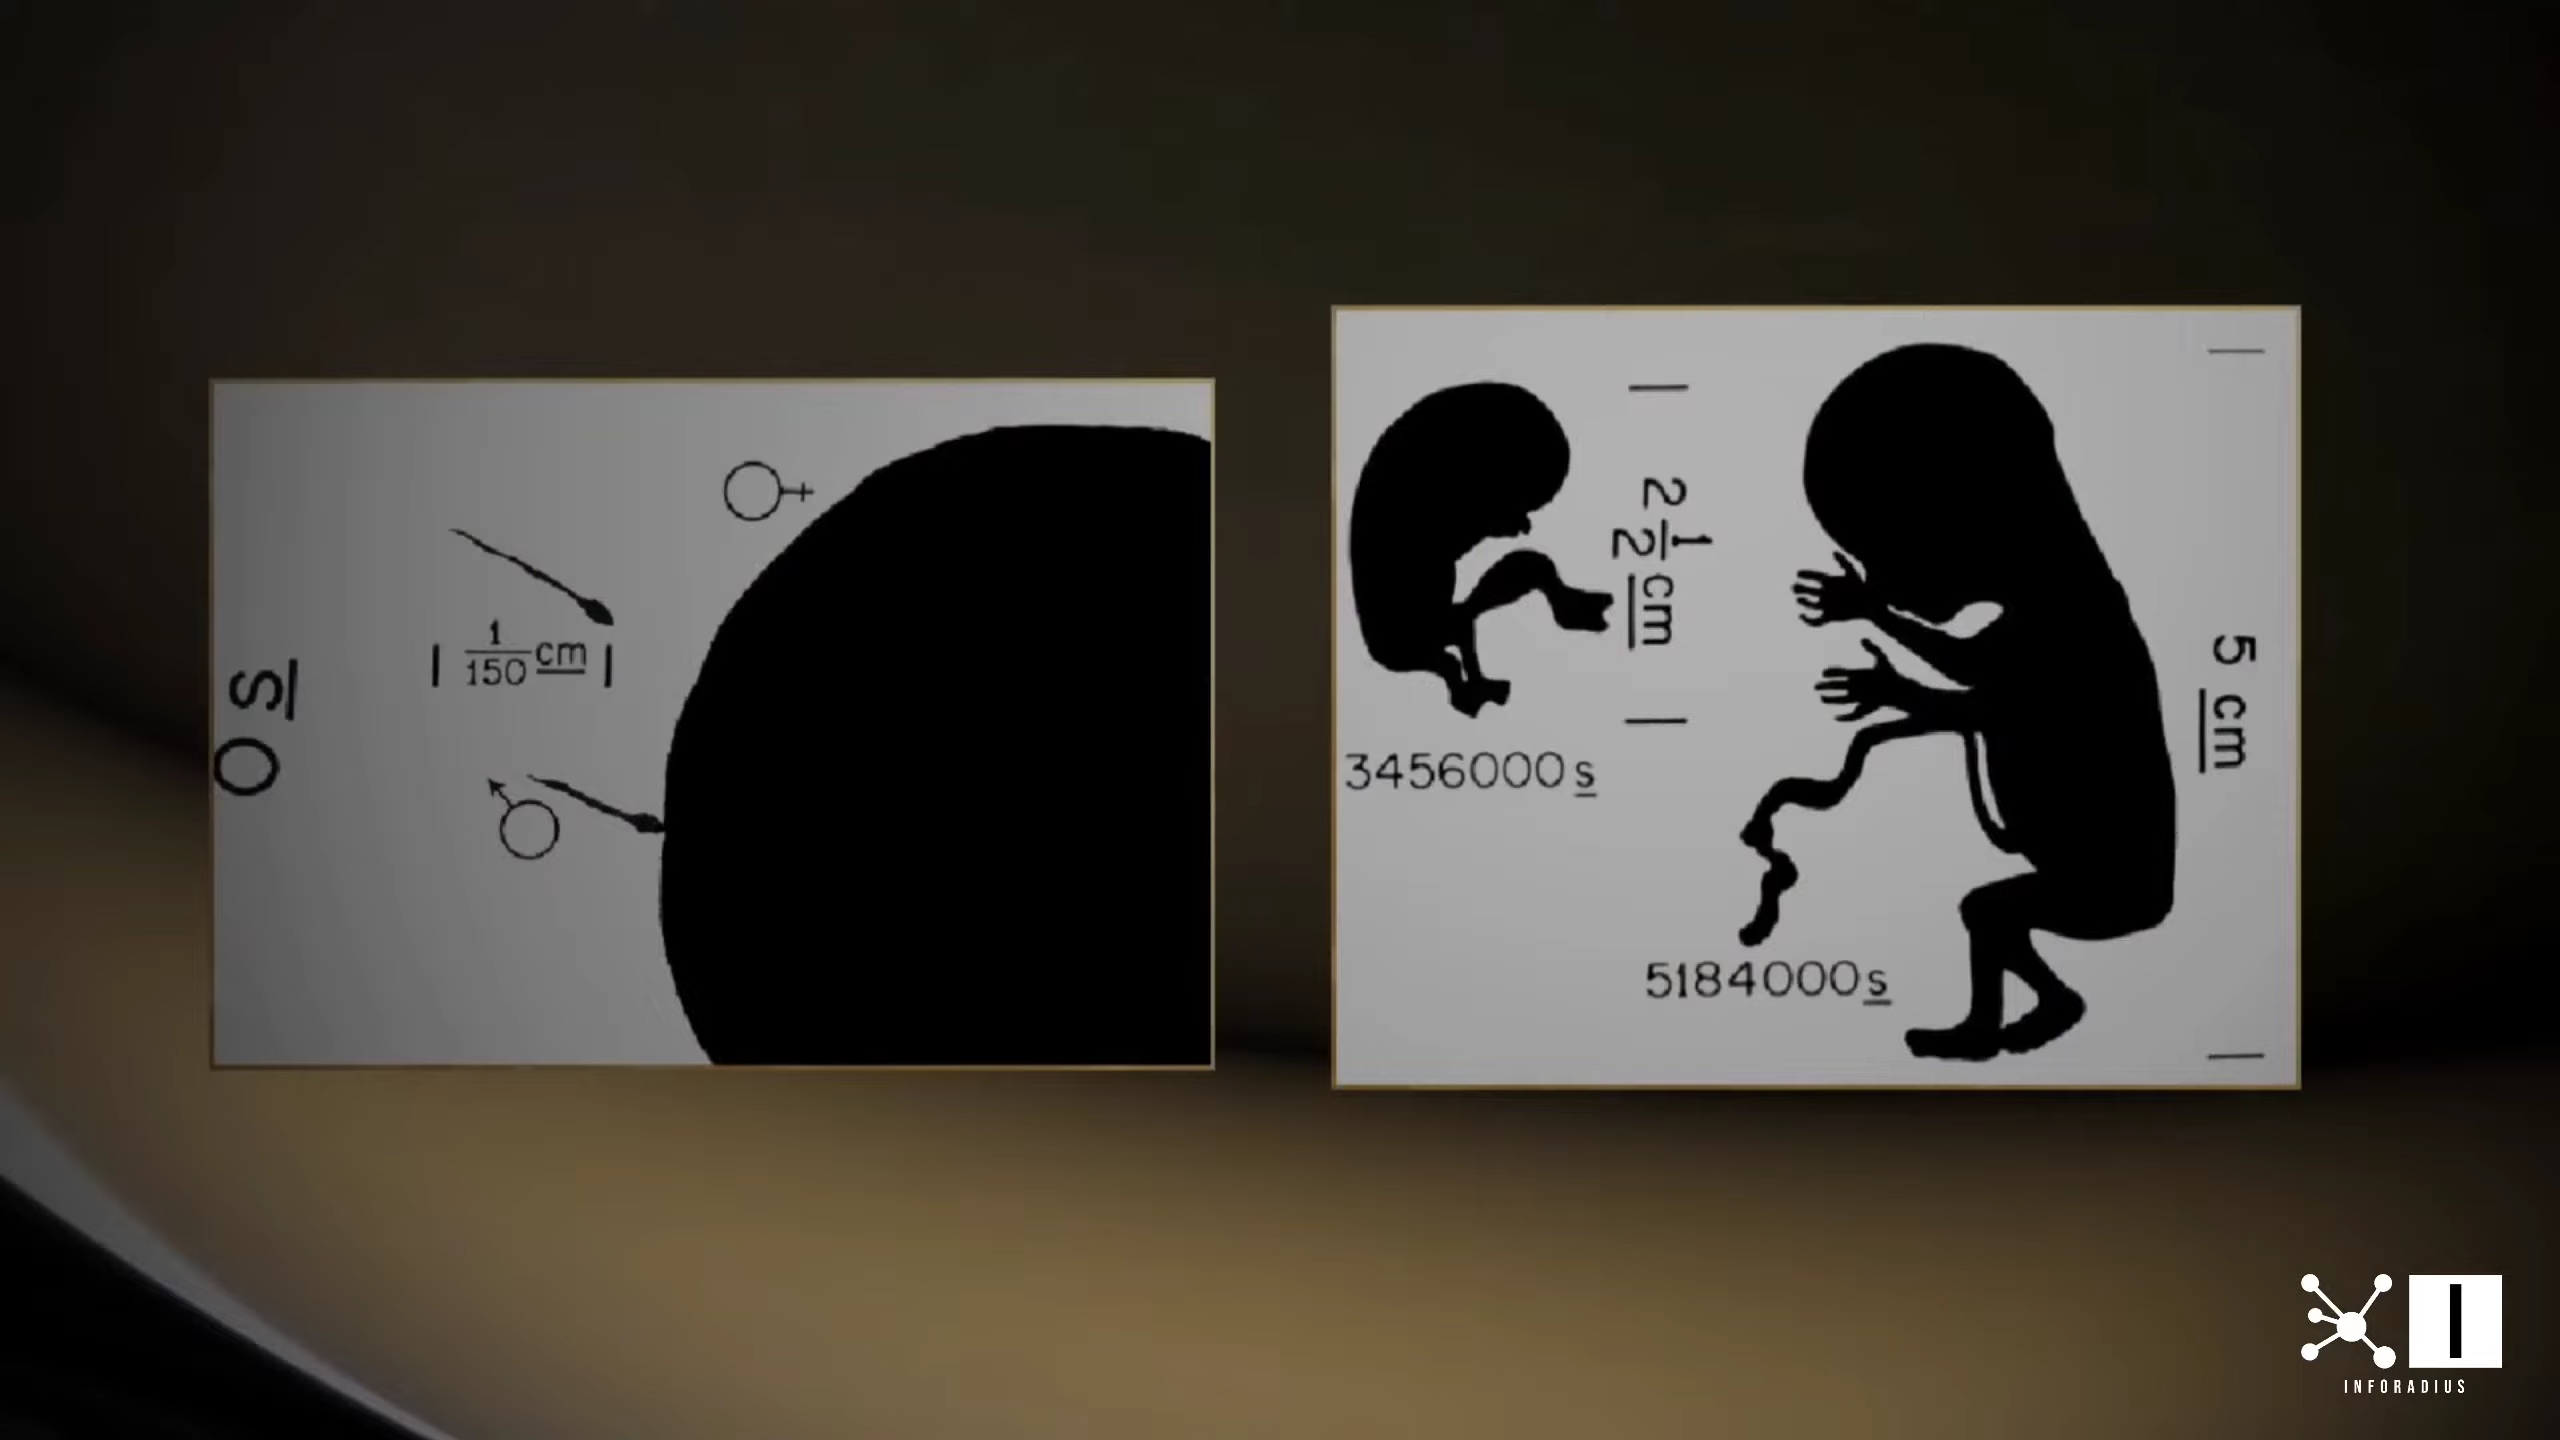 ♀
1/150 cm
0 s
♂
2 1/2 cm
3456000 s
5 cm
5184000 s
I
INFORADIUS